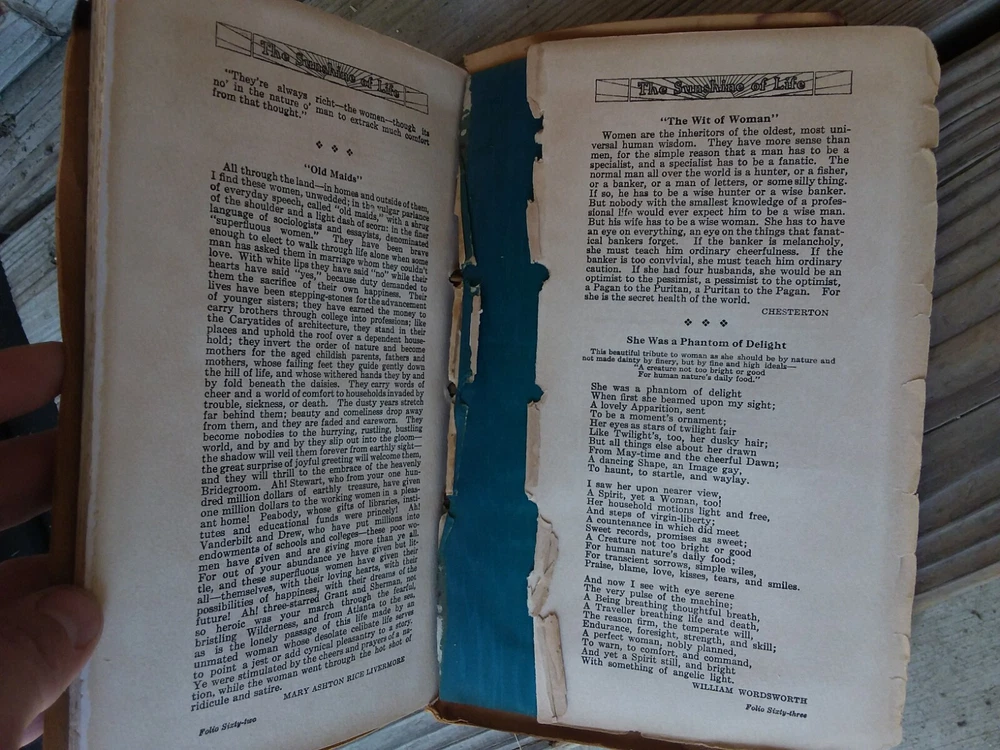 The Sunshine of Life
"They're always richt—the women—though its
no' in the nature o' man to extrack much comfort
from that thought."
"Old Maids"
All through the land—in homes and outside of them,
I find these women, unwedded; in the vulgar parlance
of everyday speech, called "old maids," with a shrug
of the shoulder and a light dash of scorn: in the finer
language of sociologists and essayists, denominated
"superfluous women." They have been brave
enough to elect to walk through life alone when some
man has asked them in marriage whom they couldn't
love. With white lips they have said "no" while their
hearts have said "yes," because duty demanded to
them the sacrifice of their own happiness. Their
lives have been stepping-stones for the advancement
of younger sisters; they have earned the money to
carry brothers through college into professions; like
the Caryatides of architecture, they stand in their
places and uphold the roof over a dependent house-
hold; they invert the order of nature and become
mothers for the aged childish parents, fathers and
mothers, whose failing feet they guide gently down
the hill of life, and whose withered hands they by and
by fold beneath the daisies. They carry words of
cheer and a world of comfort to households invaded by
trouble, sickness, or death. The dusty years stretch
far behind them; beauty and comeliness drop away
from them, and they are faded and careworn. They
become nobodies to the hurrying, rustling, bustling
world, and by and by they slip out into the gloom—
the shadow will veil them forever from earthly sight—
the great surprise of joyful greeting will welcome them,
and they will thrill to the embrace of the heavenly
Bridegroom. Ah! Stewart, who from your one hun-
dred million dollars of earthly treasure, have given
one million dollars to the working women in a pleas-
ant home! Peabody, whose gifts of libraries, insti-
tutes and educational funds were princely! Ah!
Vanderbilt and Drew, who have put millions into
endowments of schools and colleges—these poor wo-
men have given and are giving more than ye all.
For out of your abundance ye have given but lit-
tle, and these superfluous women have given their
all—themselves, with their loving hearts, with their
possibilities of happiness, with their dreams of the
future! Ah! three-starred Grant and Sherman, not
so heroic was your march through the fearful,
bristling Wilderness, and from Atlanta to the sea,
as is the lonely passage of this life made by an
unmated woman whose desolate celibate life serves
to point a jest or add cynical pleasantry to a story.
Ye were stimulated by the cheers and prayers of a na-
tion, while the woman went through the hot shot of
ridicule and satire.
MARY ASHTON RICE LIVERMORE
Folio Sixty-two
The Sunshine of Life
"The Wit of Woman"
Women are the inheritors of the oldest, most uni-
versal human wisdom. They have more sense than
men, for the simple reason that a man has to be a
specialist, and a specialist has to be a fanatic. The
normal man all over the world is a hunter, or a fisher,
or a banker, or a man of letters, or some silly thing.
If so, he has to be a wise hunter or a wise banker.
But nobody with the smallest knowledge of a profes-
sional life would ever expect him to be a wise man.
But his wife has to be a wise woman. She has to have
an eye on everything, an eye on the things that fanat-
ical bankers forget. If the banker is melancholy,
she must teach him ordinary cheerfulness. If the
banker is too convivial, she must teach him ordinary
caution. If she had four husbands, she would be an
optimist to the pessimist, a pessimist to the optimist,
a Pagan to the Puritan, a Puritan to the Pagan. For
she is the secret health of the world.
CHESTERTON
She Was a Phantom of Delight
This beautiful tribute to woman as she should be by nature and
not made dainty by finery, but by fine and high ideals—
"A creature not too bright or good
For human nature's daily food."
She was a phantom of delight
When first she beamed upon my sight;
A lovely Apparition, sent
To be a moment's ornament;
Her eyes as stars of twilight fair
Like Twilight's, too, her dusky hair;
But all things else about her drawn
From May-time and the cheerful Dawn;
A dancing Shape, an Image gay,
To haunt, to startle, and waylay.
I saw her upon nearer view,
A Spirit, yet a Woman, too!
Her household motions light and free,
And steps of virgin-liberty;
A countenance in which did meet
Sweet records, promises as sweet;
A Creature not too bright or good
For human nature's daily food;
For transient sorrows, simple wiles,
Praise, blame, love, kisses, tears, and smiles.
And now I see with eye serene
The very pulse of the machine;
A Being breathing thoughtful breath,
A Traveller breathing life and death,
The reason firm, the temperate will,
Endurance, foresight, strength, and skill;
A perfect woman, nobly planned,
To warn, to comfort, and command,
And yet a Spirit still, and bright
With something of angelic light.
WILLIAM WORDSWORTH
Folio Sixty-three